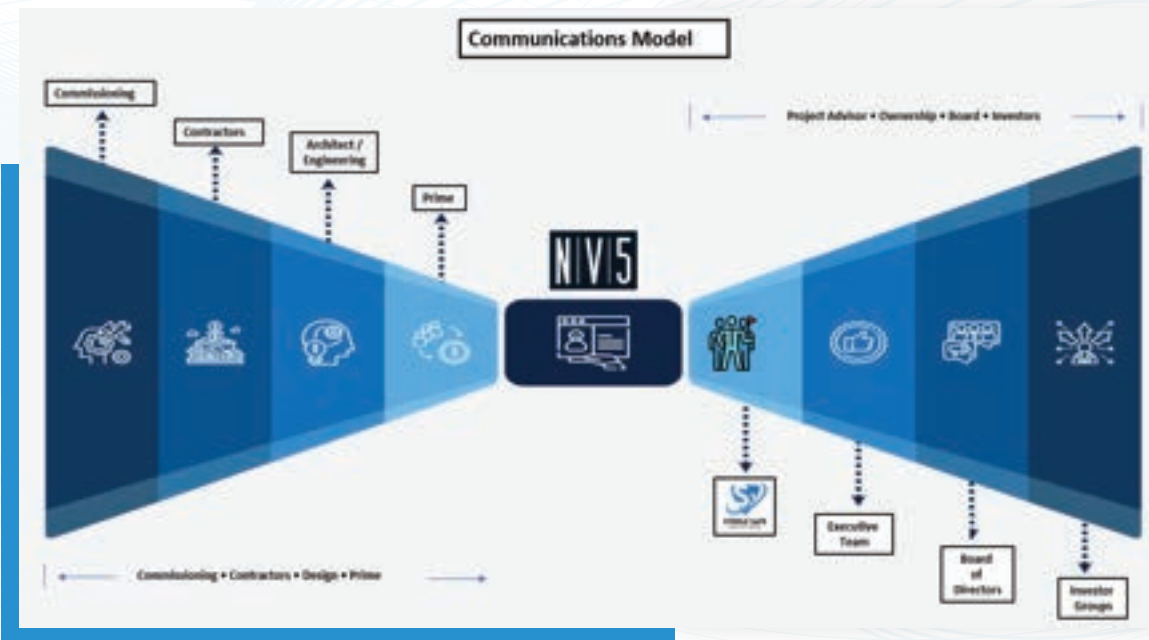 Communications Model
Commissioning
Contractors
Architect /
Engineering
Prime
Project Advisor • Ownership • Board • Investors
N|V|5
Executive
Team
Board
of
Directors
Investor
Groups
Commissioning • Contractors • Design • Prime